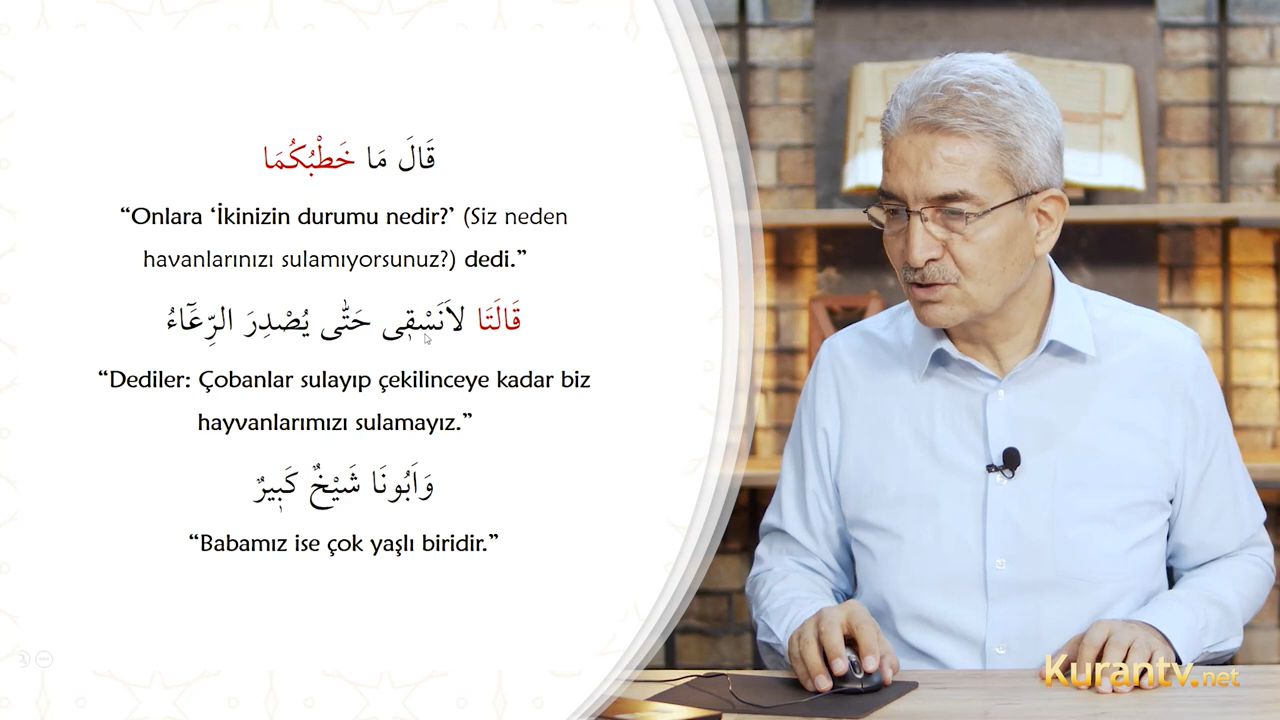 قَالَ مَا خَطْبُكُمَا
“Onlara ‘İkinizin durumu nedir?’ (Siz neden
havanlarınızı sulamıyorsunuz?) dedi.”
قَالَتَا لاَنَسْقٖى حَتّٰى يُصْدِرَ الرِّعَٓاءُ
“Dediler: Çobanlar sulayıp çekilinceye kadar biz
hayvanlarımızı sulamayız.”
وَاَبُونَا شَيْخٌ كَبٖيرٌ
“Babamız ise çok yaşlı biridir.”
Kurantv.net